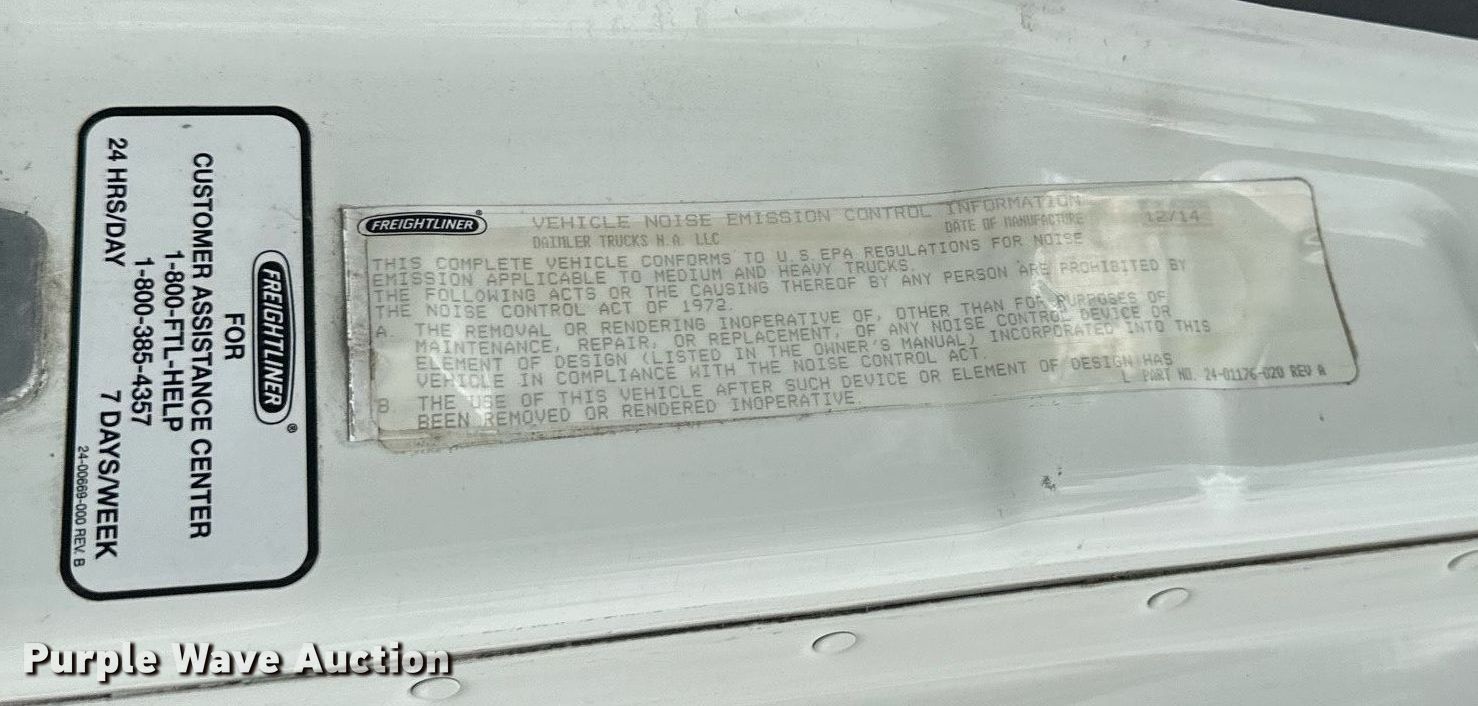 FREIGHTLINER®
FOR
CUSTOMER ASSISTANCE CENTER
1-800-FTL-HELP
1-800-385-4357
24 HRS/DAY 7 DAYS/WEEK
24-00669-000 REV. B
FREIGHTLINER®
VEHICLE NOISE EMISSION CONTROL INFORMATION
DAIMLER TRUCKS N.A. LLC DATE OF MANUFACTURE 12/14
THIS COMPLETE VEHICLE CONFORMS TO U.S.EPA REGULATIONS FOR NOISE
EMISSION APPLICABLE TO MEDIUM AND HEAVY TRUCKS.
THE FOLLOWING ACTS OR THE CAUSING THEREOF BY ANY PERSON ARE PROHIBITED BY
THE NOISE CONTROL ACT OF 1972.
A. THE REMOVAL OR RENDERING INOPERATIVE OF, OTHER THAN FOR PURPOSES OF
MAINTENANCE, REPAIR, OR REPLACEMENT, OF ANY NOISE CONTROL DEVICE OR
ELEMENT OF DESIGN (LISTED IN THE OWNER'S MANUAL) INCORPORATED INTO THIS
VEHICLE IN COMPLIANCE WITH THE NOISE CONTROL ACT.
B THE USE OF THIS VEHICLE AFTER SUCH DEVICE OR ELEMENT OF DESIGN HAS
BEEN REMOVED OR RENDERED INOPERATIVE.
L PART NO. 24-01176-020 REV A
Purple Wave Auction